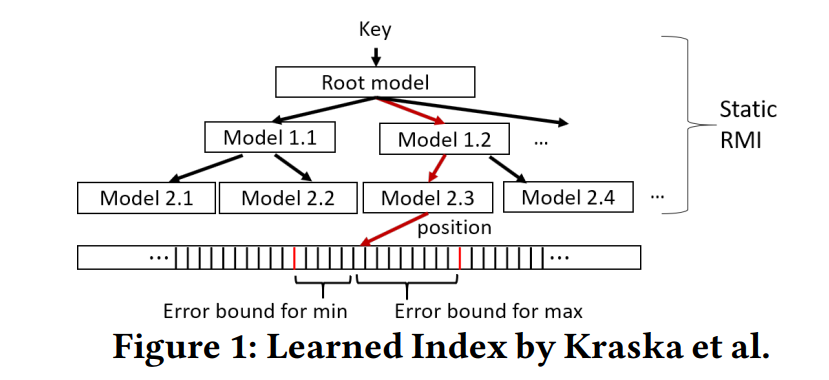 Key
Root model
Model 1.1
Model 1.2
...
Static
RMI
Model 2.1
Model 2.2
Model 2.3
Model 2.4
...
position
...
...
Error bound for min
Error bound for max
Figure 1: Learned Index by Kraska et al.